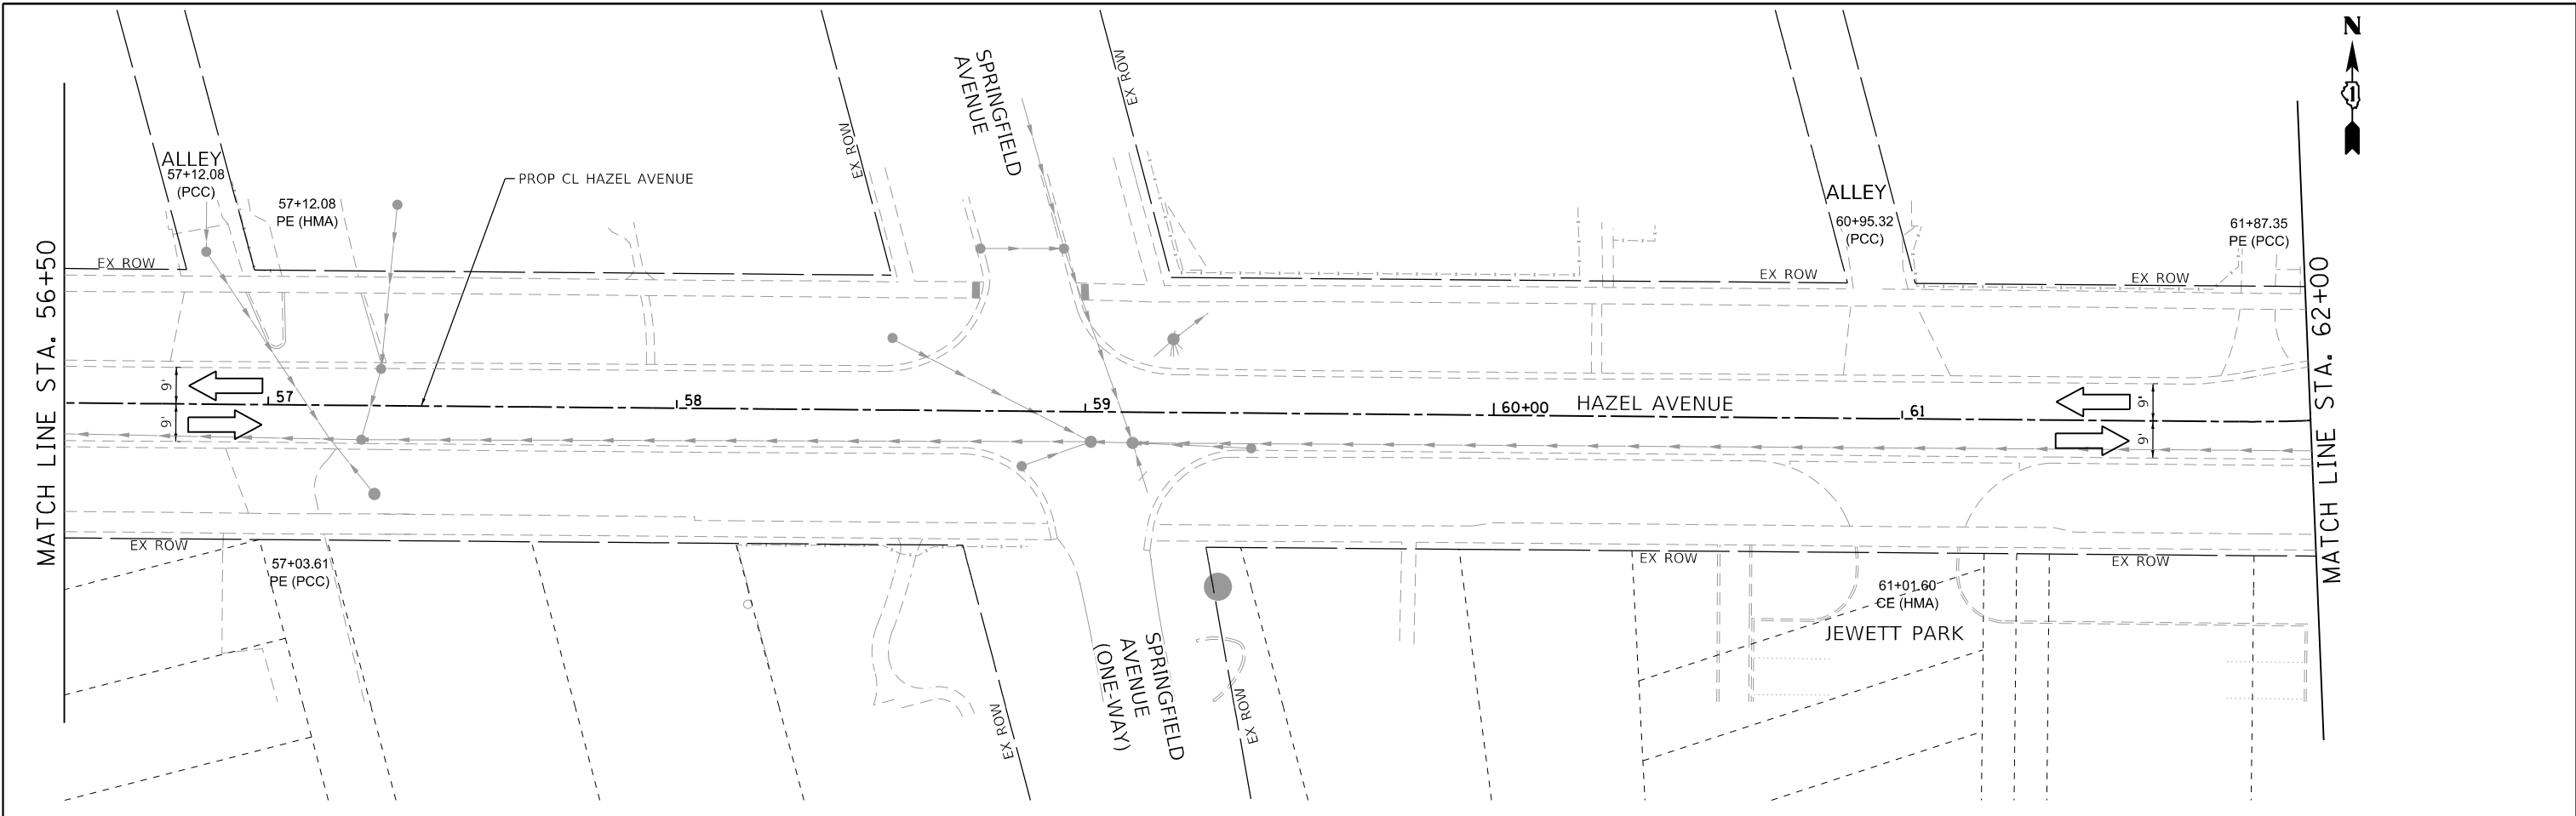 N
1
SPRINGFIELD
AVENUE
EX ROW
EX ROW
ALLEY
57+12.08
(PCC)
57+12.08
PE (HMA)
PROP CL HAZEL AVENUE
ALLEY
60+95.32
(PCC)
61+87.35
PE (PCC)
EX ROW
EX ROW
EX ROW
MATCH LINE STA. 56+50
9'
9'
57
58
59
60+00
HAZEL AVENUE
61
9'
9'
MATCH LINE STA. 62+00
EX ROW
57+03.61
PE (PCC)
EX ROW
EX ROW
61+01.60
CE (HMA)
JEWETT PARK
SPRINGFIELD
AVENUE
(ONE-WAY)
EX ROW
EX ROW